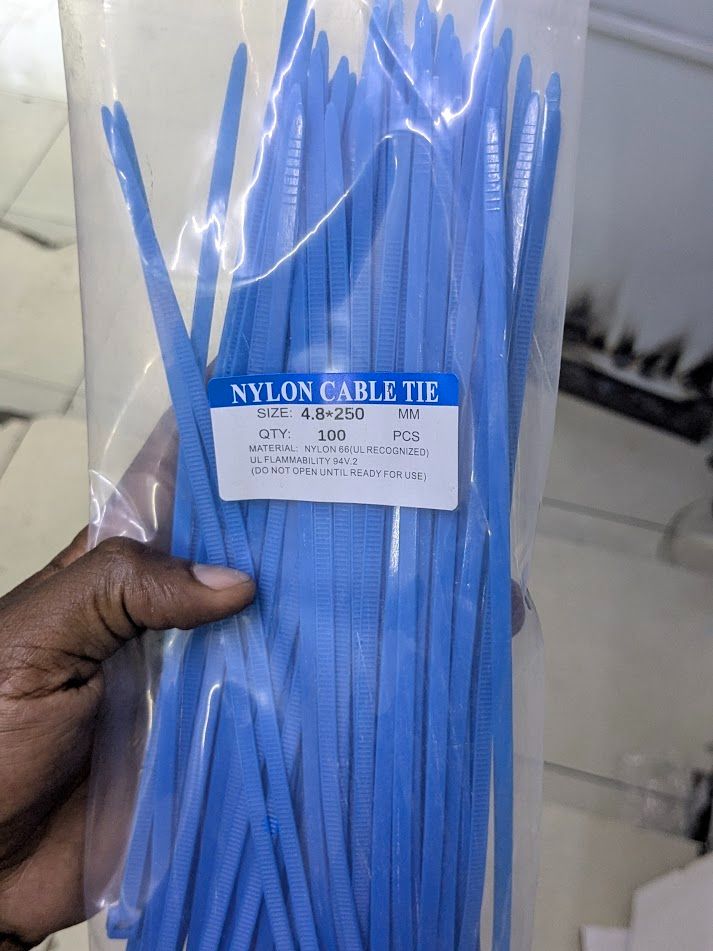 NYLON CABLE TIE
SIZE: 4.8*250 MM
QTY: 100 PCS
MATERIAL: NYLON 66(UL RECOGNIZED)
UL FLAMMABILITY 94V.2
(DO NOT OPEN UNTIL READY FOR USE)